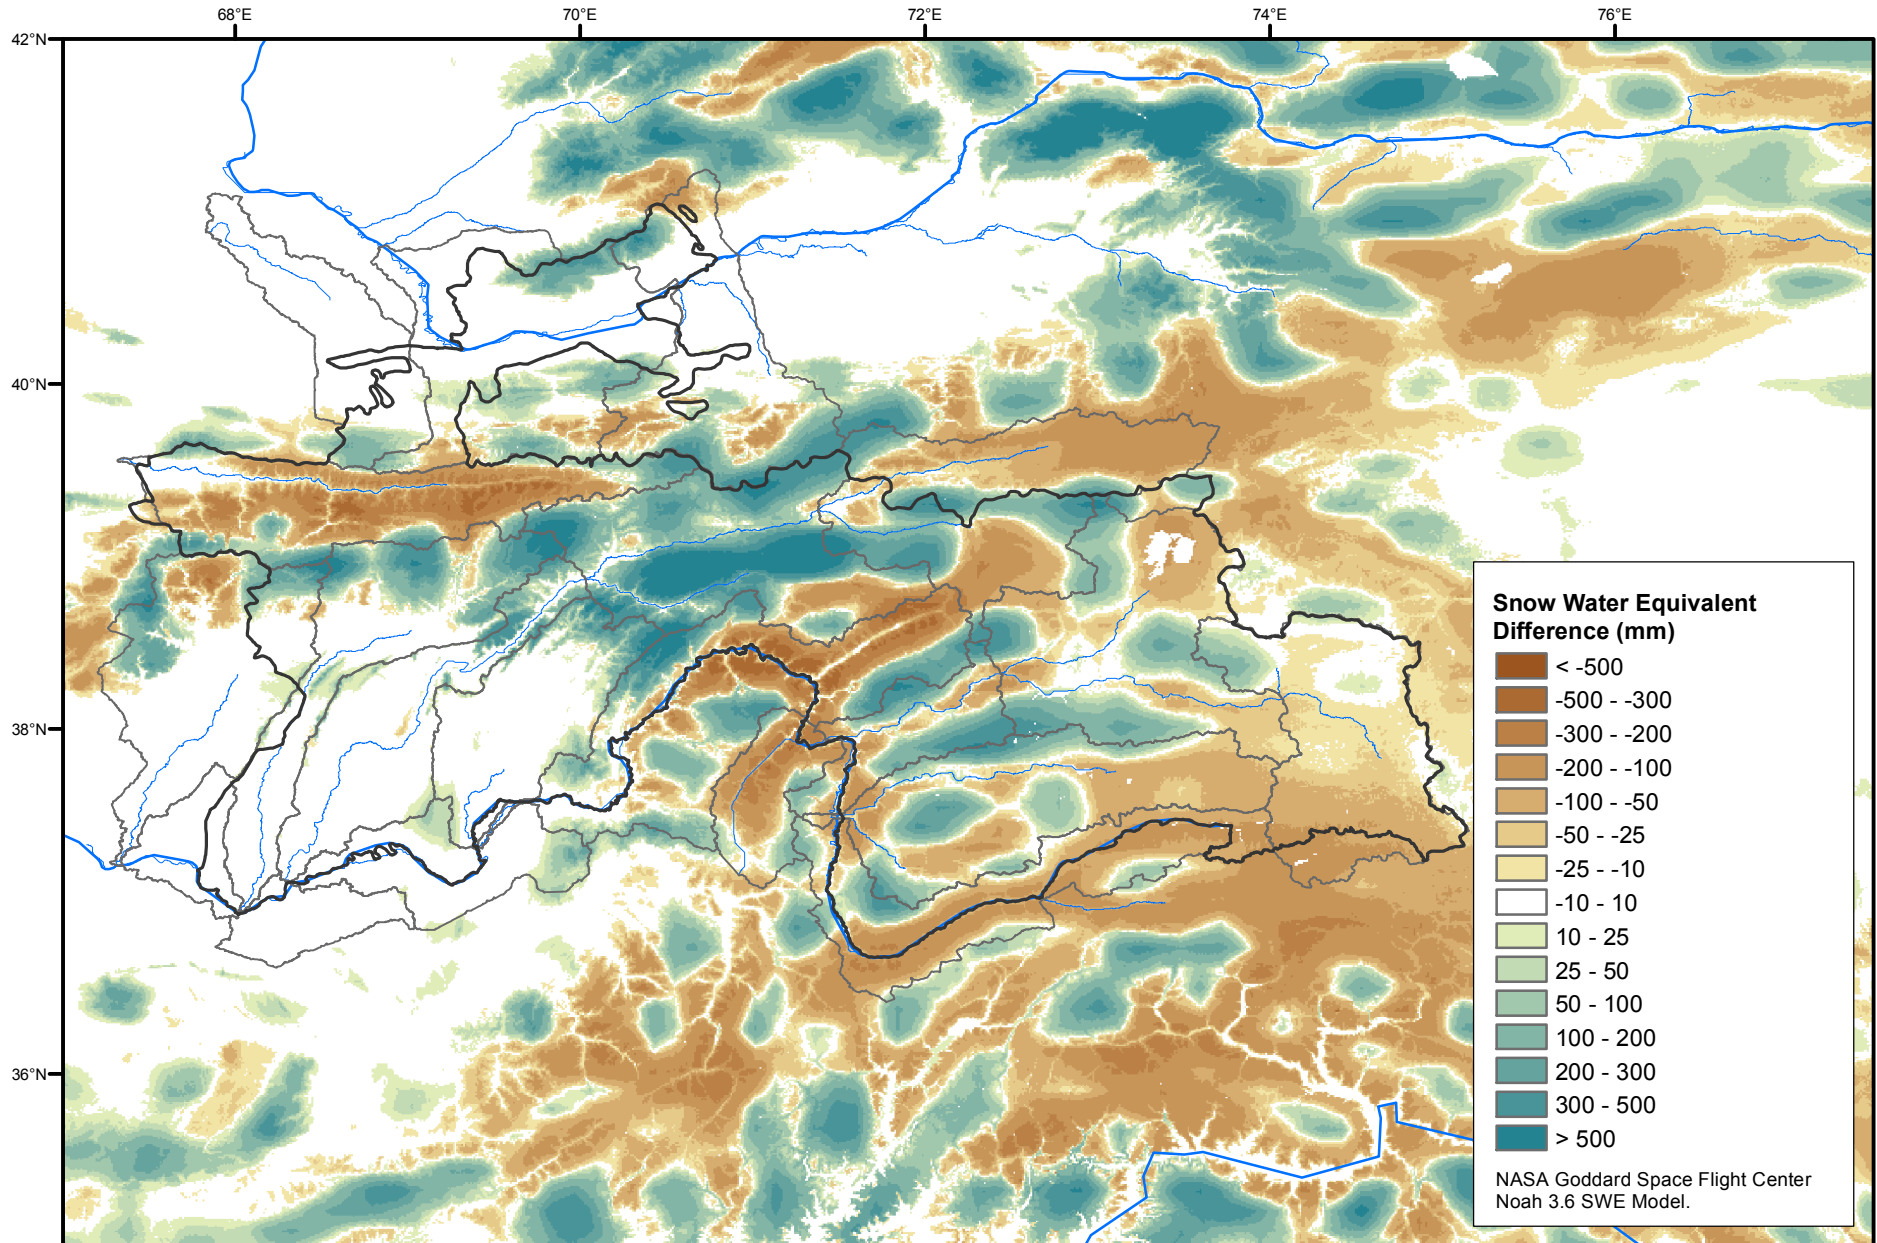 68°E
70°E
72°E
74°E
76°E
42°N
40°N
38°N
36°N
Snow Water Equivalent
Difference (mm)
< -500
-500 - -300
-300 - -200
-200 - -100
-100 - -50
-50 - -25
-25 - -10
-10 - 10
10 - 25
25 - 50
50 - 100
100 - 200
200 - 300
300 - 500
> 500
NASA Goddard Space Flight Center
Noah 3.6 SWE Model.